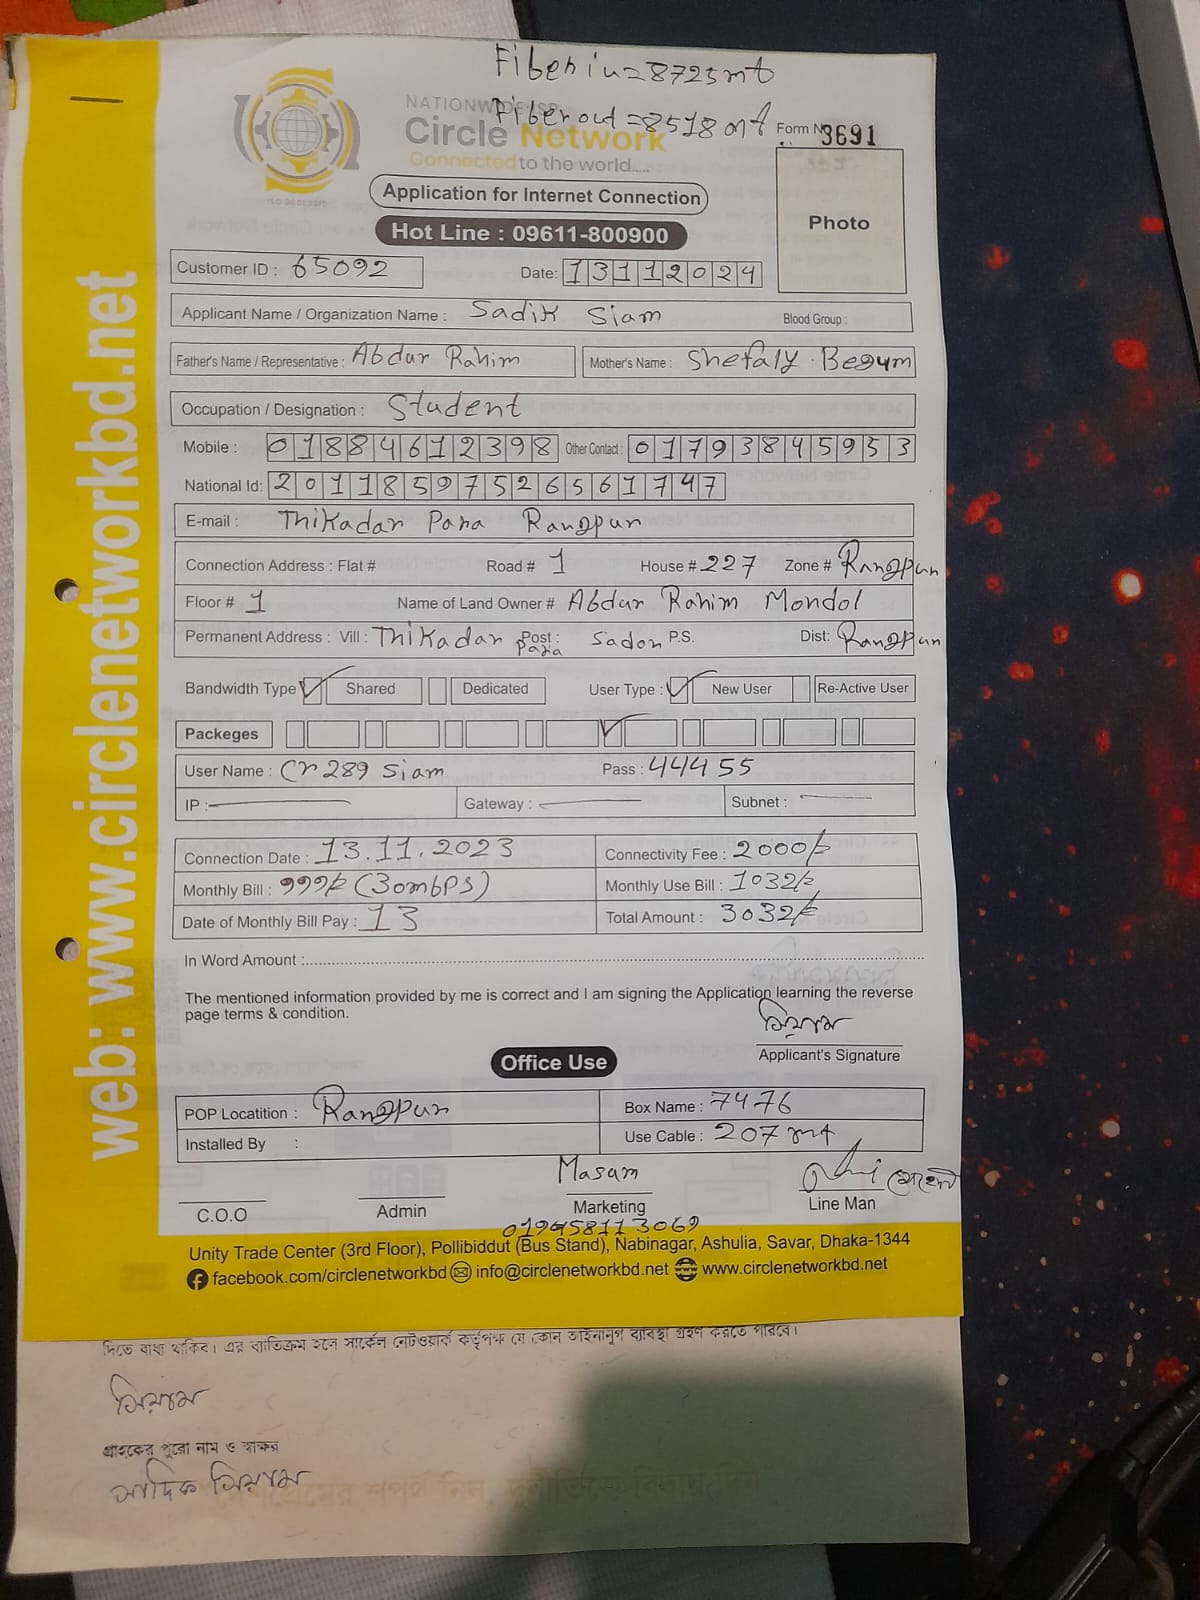 Fiber in = 8725 mt
NATIONWIDE ISP
Fiber out = 8518 mt
Circle Network
Form No 3691
Connected to the world.....
ISO 9001:2015
Application for Internet Connection
Photo
Hot Line : 09611-800900
Customer ID : 65092 Date: 13112024
Applicant Name / Organization Name : Sadik Siam Blood Group :
Father's Name / Representative : Abdur Rahim Mother's Name : Shefaly Begum
Occupation / Designation : Student
Mobile : 01884612398 Other Contact : 01793845953
National Id: 20118597526561747
E-mail : Thikadar Para Rangpur
Connection Address : Flat # Road # 1 House # 227 Zone # Rangpur
Floor # 1 Name of Land Owner # Abdur Rahim Mondol
Permanent Address : Vill : Thikadar Para Post : Sador P.S. Dist: Rangpur
Bandwidth Type Shared Dedicated User Type : New User Re-Active User
Packeges
User Name : Cr289 Siam Pass : 44455
IP : Gateway : Subnet :
Connection Date : 13.11.2023 Connectivity Fee : 2000/=
Monthly Bill : 999/= (30mbps) Monthly Use Bill : 1032/=
Date of Monthly Bill Pay : 13 Total Amount : 3032/=
In Word Amount :
The mentioned information provided by me is correct and I am signing the Application learning the reverse
page terms & condition.
সিয়াম
Applicant's Signature
Office Use
POP Locatition : Rangpur Box Name : 7476
Installed By : Use Cable : 207 mt
Masum
C.O.O Admin Marketing Line Man
Unity Trade Center (3rd Floor), Pollibiddut (Bus Stand), Nabinagar, Ashulia, Savar, Dhaka-1344
facebook.com/circlenetworkbd info@circlenetworkbd.net www.circlenetworkbd.net
web: www.circlenetworkbd.net
দিতে বাধ্য থাকিব। এর ব্যতিক্রম হলে সার্কেল নেটওয়ার্ক কর্তৃপক্ষ যে কোন আইনানুগ ব্যবস্থা গ্রহণ করতে পারবে।
সিয়াম
গ্রাহকের পুরো নাম ও স্বাক্ষর
সাদিক সিয়াম